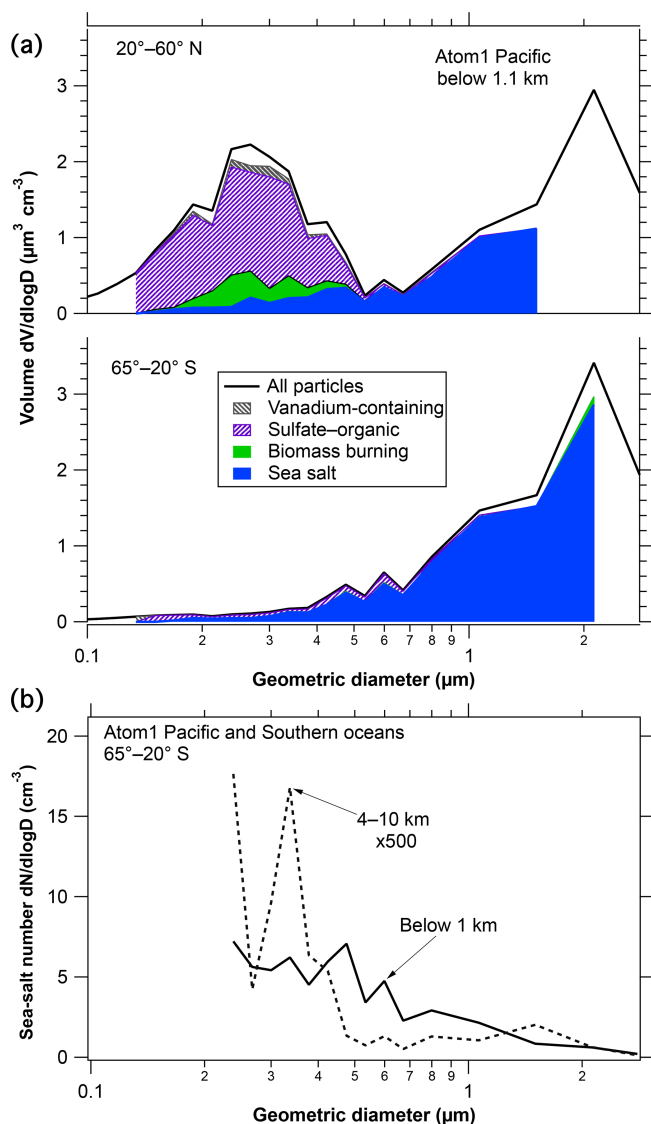 (a)
20°–60° N
Atom1 Pacific
below 1.1 km
3
2
1
0
Volume dV/dlogD (µm³ cm⁻³)
65°–20° S
All particles
Vanadium-containing
Sulfate–organic
Biomass burning
Sea salt
3
2
1
0
0.1
2
3
4
5
6
7
8
9
1
2
Geometric diameter (µm)
(b)
Atom1 Pacific and Southern oceans
65°–20° S
4–10 km
x500
Below 1 km
20
15
10
5
0
Sea-salt number dN/dlogD (cm⁻³)
0.1
2
3
4
5
6
7
8
9
1
2
Geometric diameter (µm)